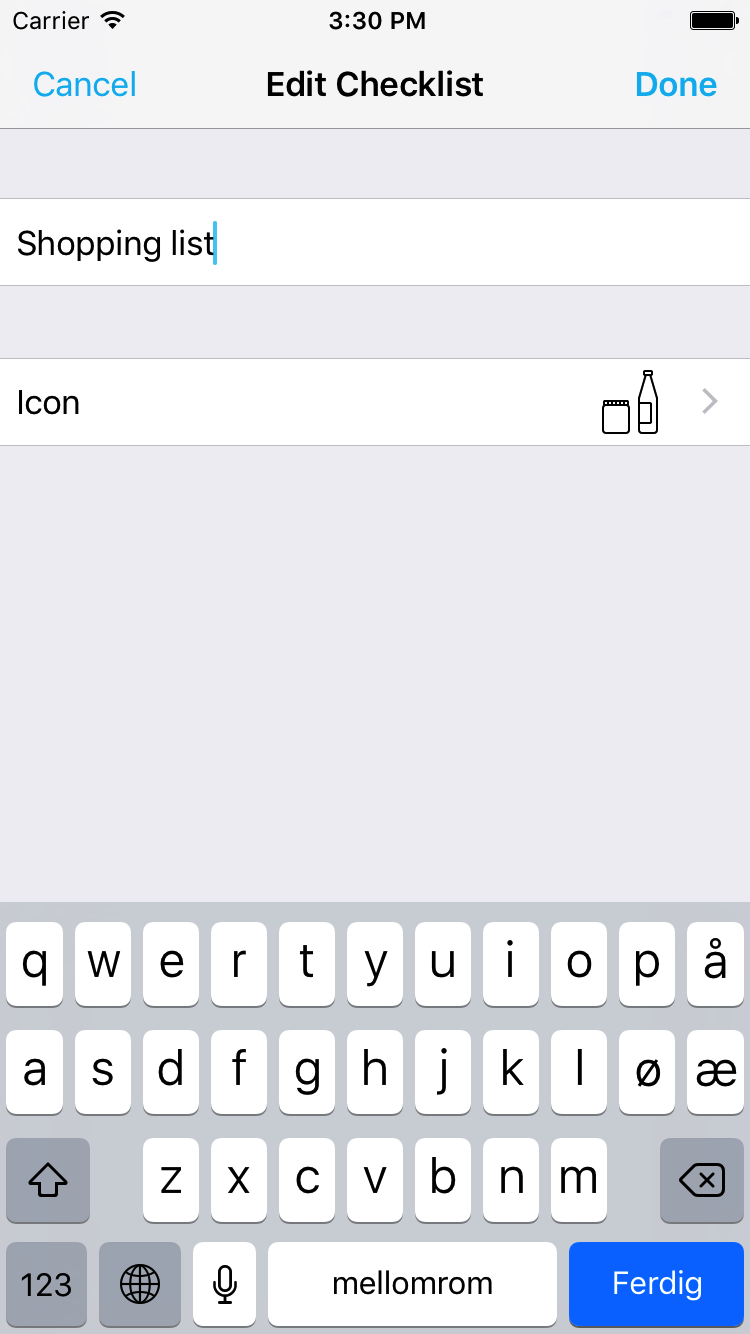 Carrier 3:30 PM
Cancel Edit Checklist Done
Shopping list
Icon
q w e r t y u i o p å
a s d f g h j k l ø æ
z x c v b n m
123 mellomrom Ferdig